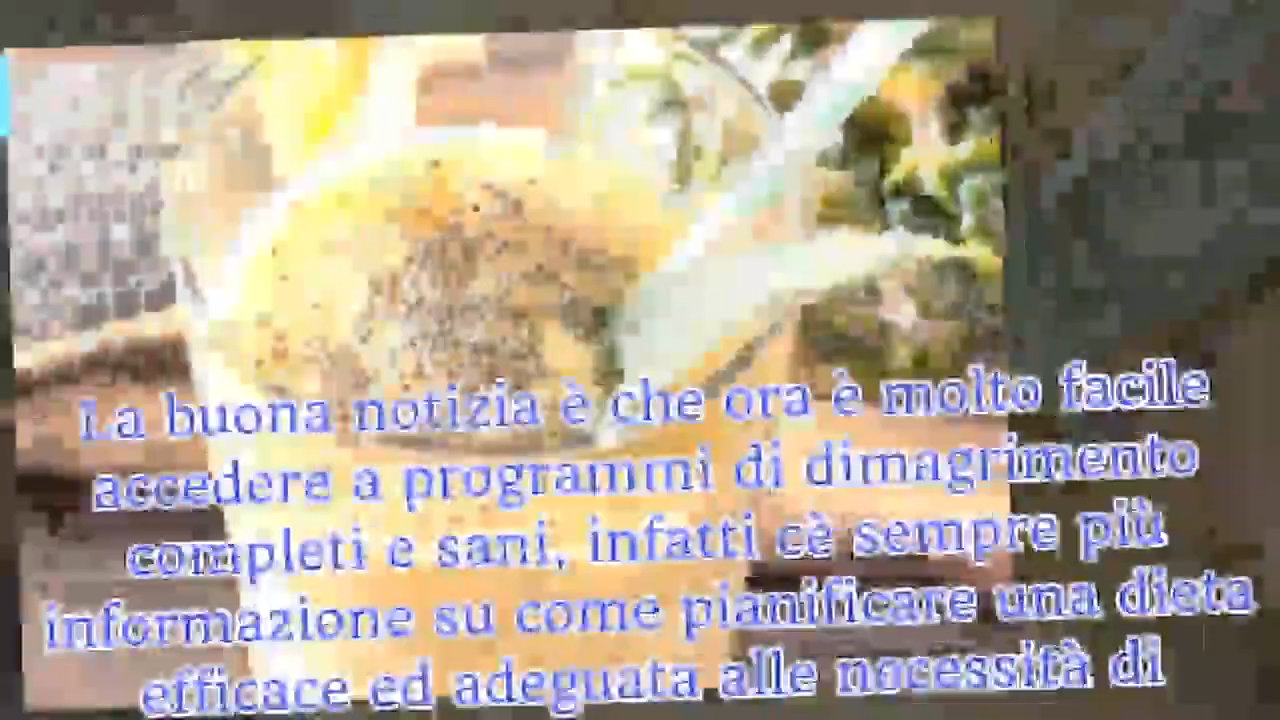 La buona notizia è che ora è molto facile
accedere a programmi di dimagrimento
completi e sani, infatti cè sempre più
informazione su come pianificare una dieta
efficace ed adeguata alle necessità di